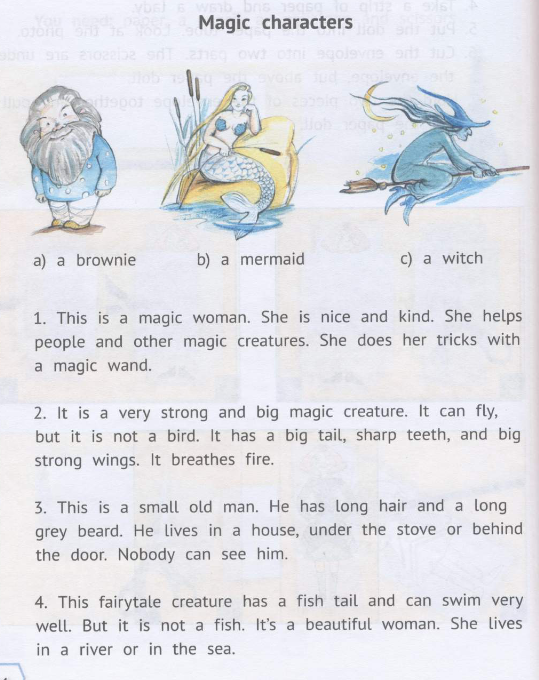 Magic characters
a) a brownie
b) a mermaid
c) a witch
1. This is a magic woman. She is nice and kind. She helps
people and other magic creatures. She does her tricks with
a magic wand.
2. It is a very strong and big magic creature. It can fly,
but it is not a bird. It has a big tail, sharp teeth, and big
strong wings. It breathes fire.
3. This is a small old man. He has long hair and a long
grey beard. He lives in a house, under the stove or behind
the door. Nobody can see him.
4. This fairytale creature has a fish tail and can swim very
well. But it is not a fish. It's a beautiful woman. She lives
in a river or in the sea.